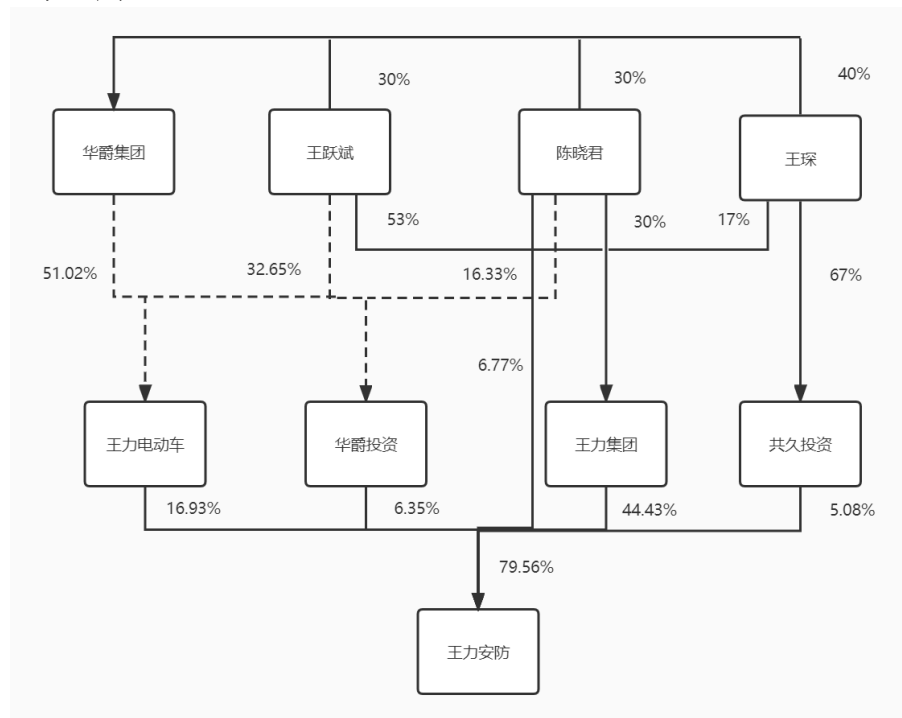 30%
30%
40%
华爵集团
王跃斌
陈晓君
王琛
53%
30%
17%
51.02%
32.65%
16.33%
67%
6.77%
王力电动车
华爵投资
王力集团
共久投资
16.93%
6.35%
44.43%
5.08%
79.56%
王力安防